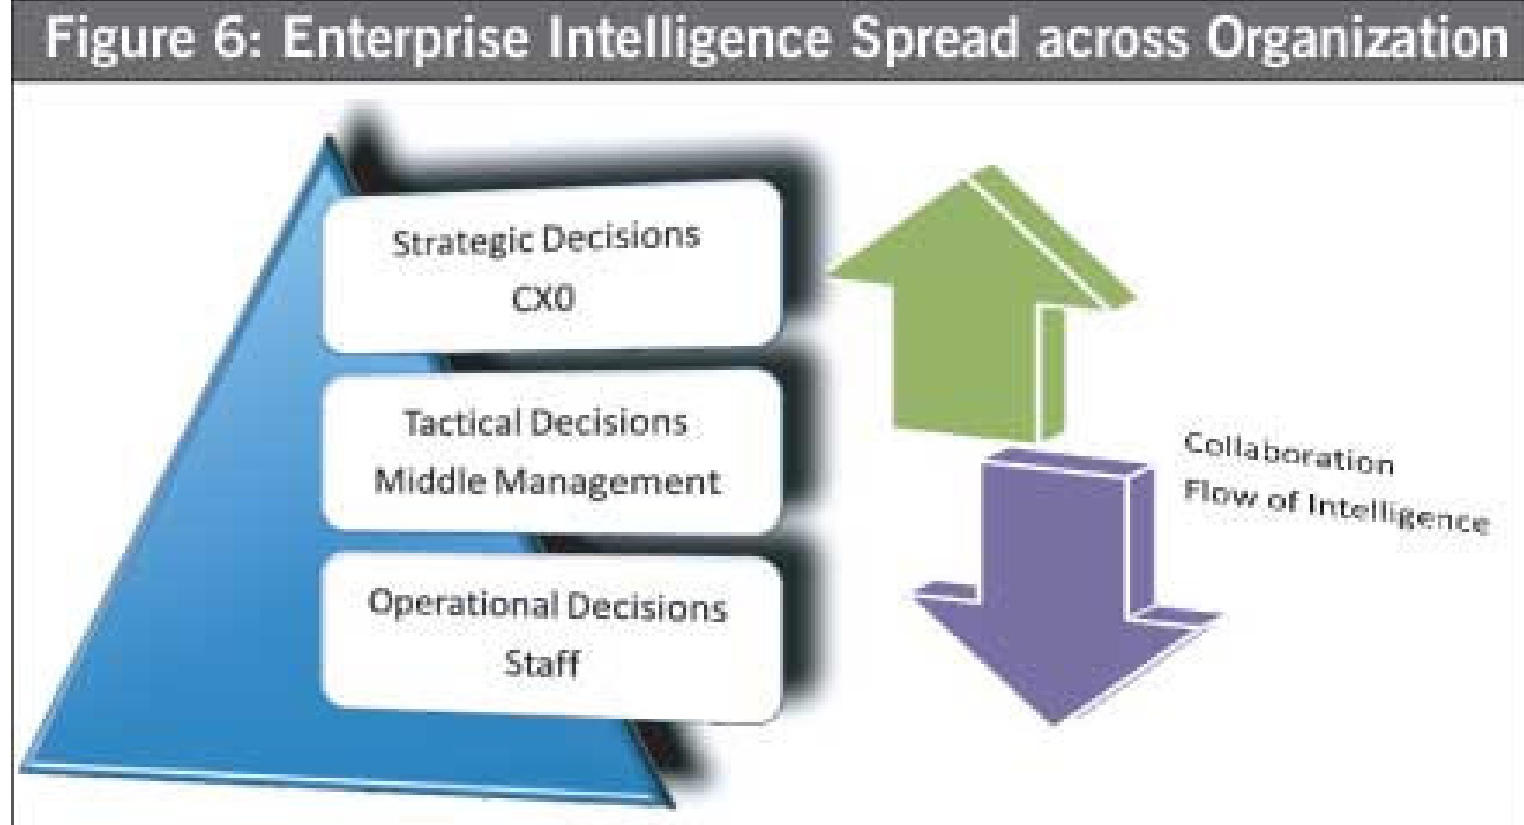 Figure 6: Enterprise Intelligence Spread across Organization
Strategic Decisions
CX0
Tactical Decisions
Middle Management
Operational Decisions
Staff
Collaboration
Flow of Intelligence